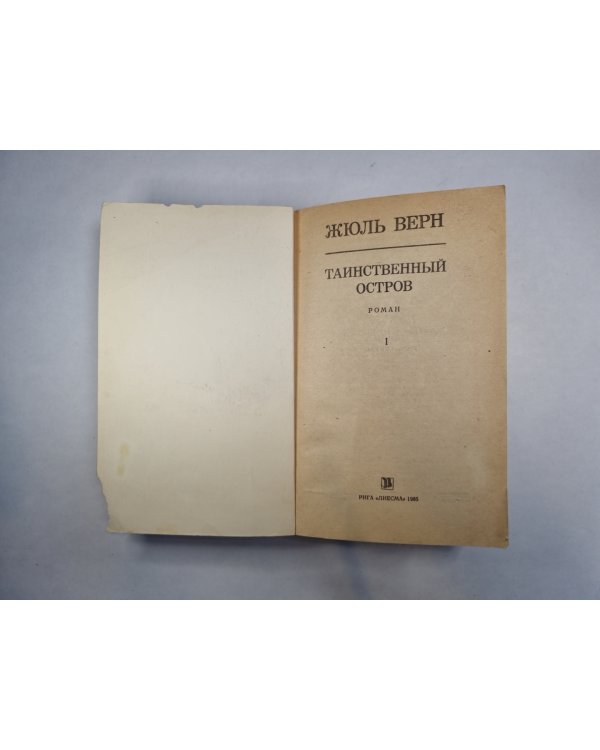 ЖЮЛЬ ВЕРН
ТАИНСТВЕННЫЙ
ОСТРОВ
РОМАН
I
РИГА «ЛИЕСМА» 1985